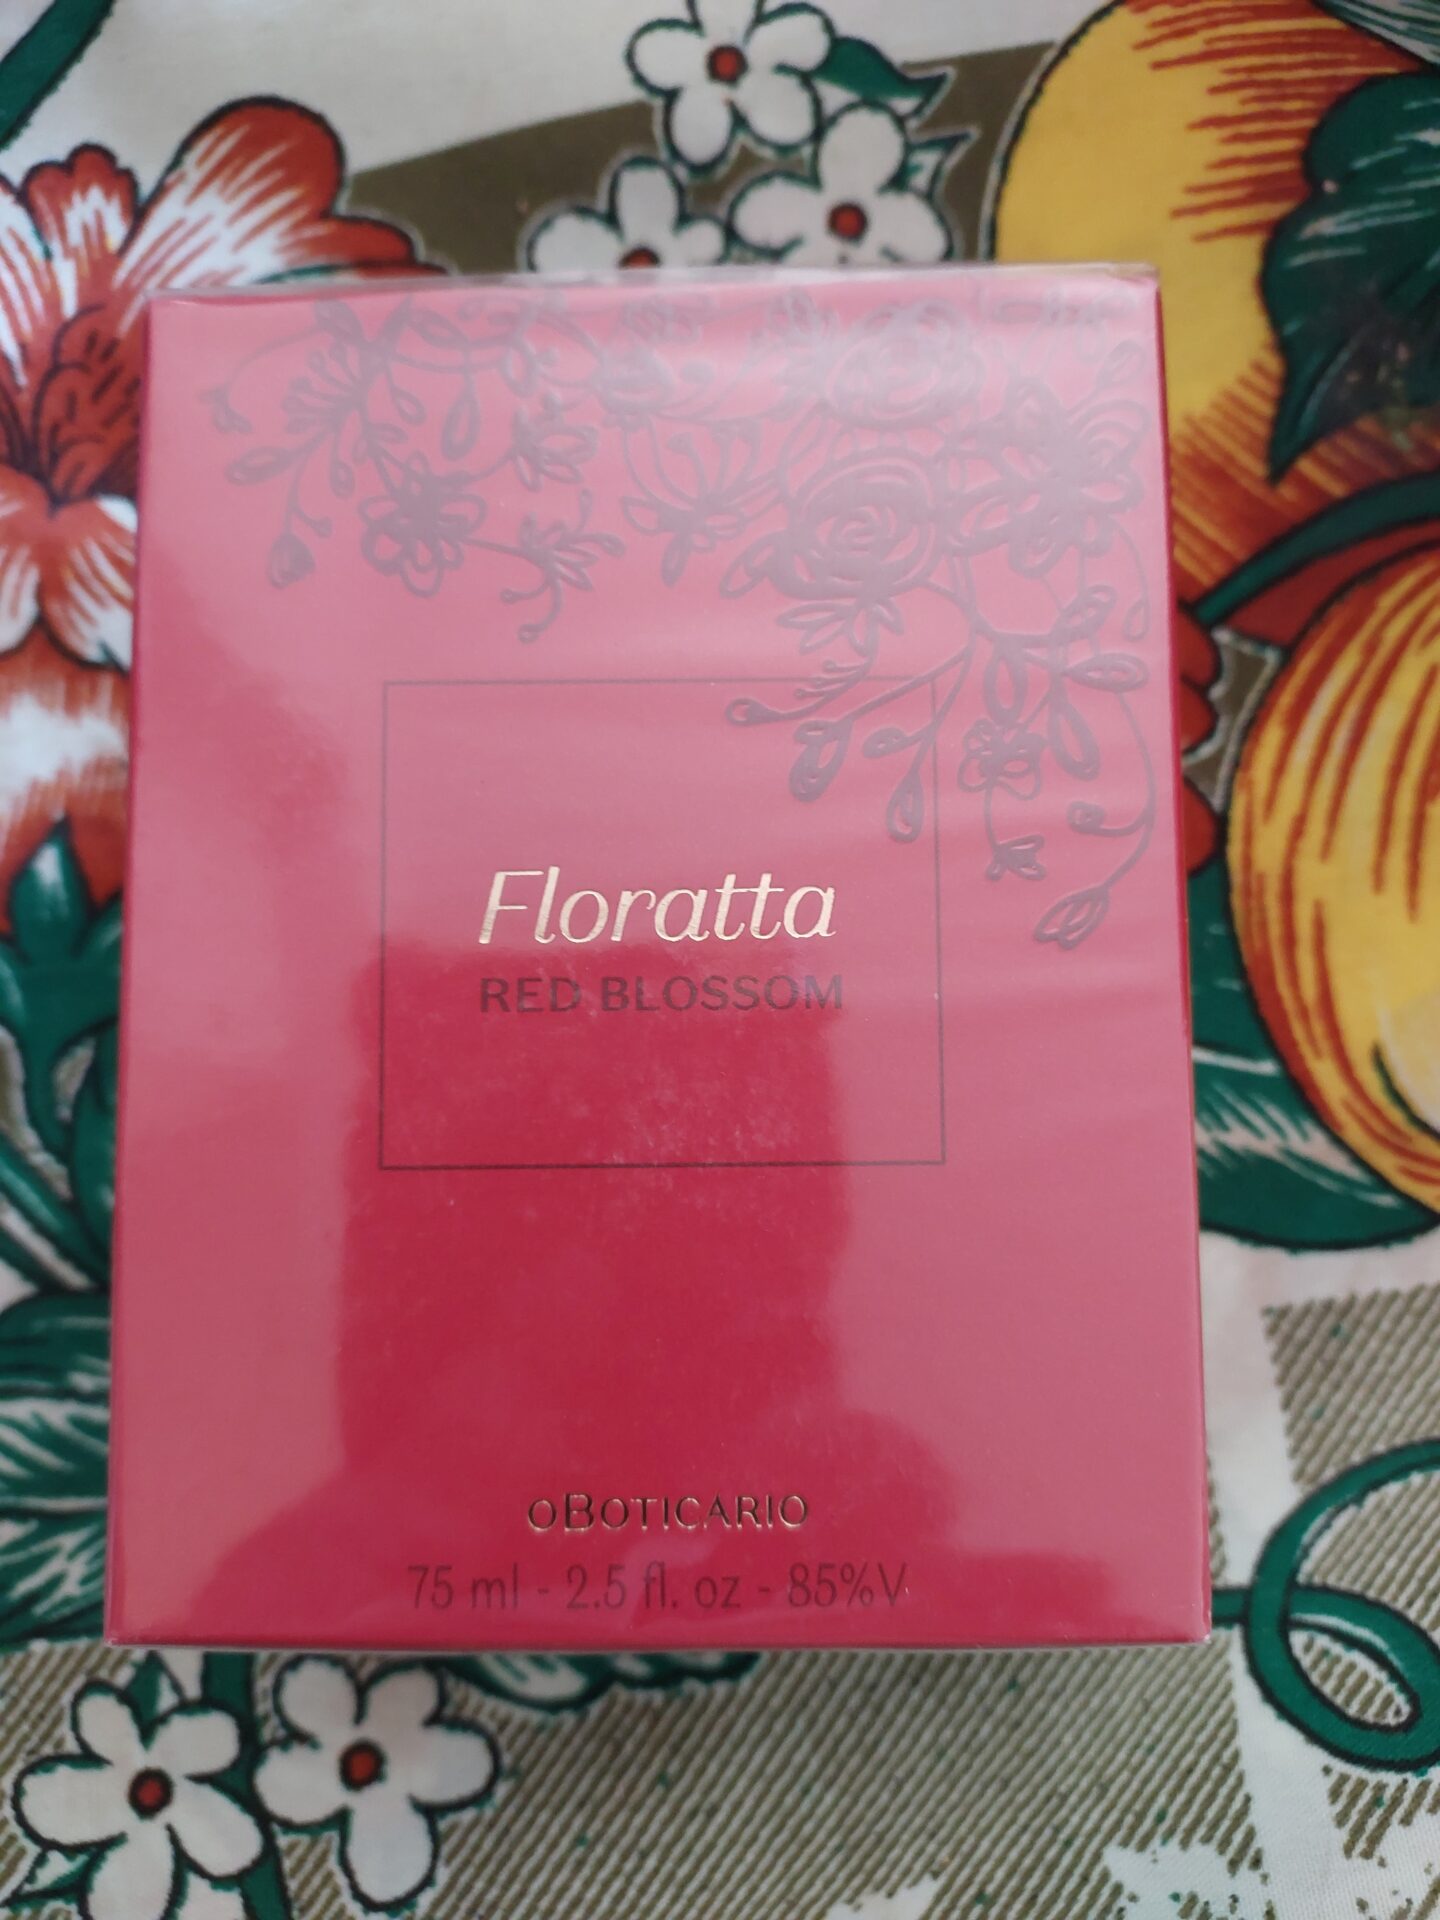 Floratta
RED BLOSSOM
oBOTICARIO
75 ml - 2.5 fl. oz - 85%V